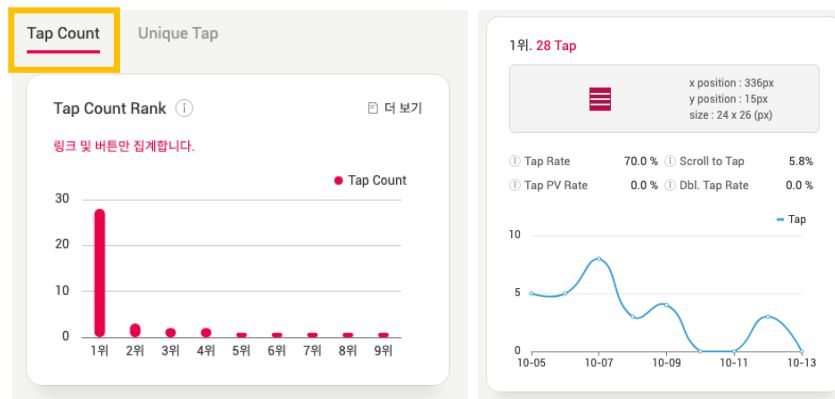 Tap Count Unique Tap
Tap Count Rank ⓘ 더 보기
링크 및 버튼만 집계합니다.
Tap Count
30
20
10
0
1위 2위 3위 4위 5위 6위 7위 8위 9위
1위. 28 Tap
x position : 336px
y position : 15px
size : 24 x 26 (px)
ⓘ Tap Rate 70.0 % ⓘ Scroll to Tap 5.8%
ⓘ Tap PV Rate 0.0 % ⓘ Dbl. Tap Rate 0.0 %
Tap
10
5
0
10-05 10-07 10-09 10-11 10-13